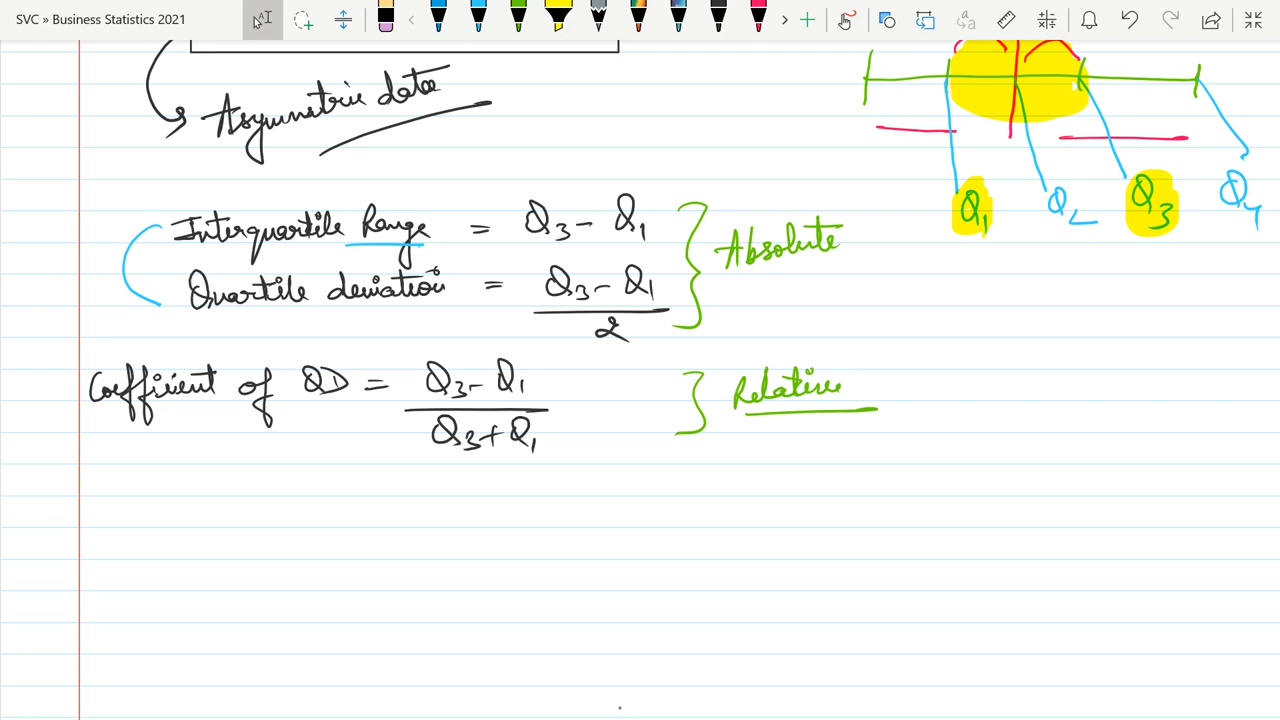 SVC » Business Statistics 2021
Asymmetric data
Q1 Q2 Q3 Q4
Interquartile Range = Q3 - Q1
Quartile deviation = Q3 - Q1
2
Absolute
Coefficient of QD = Q3 - Q1
Q3 + Q1
Relative